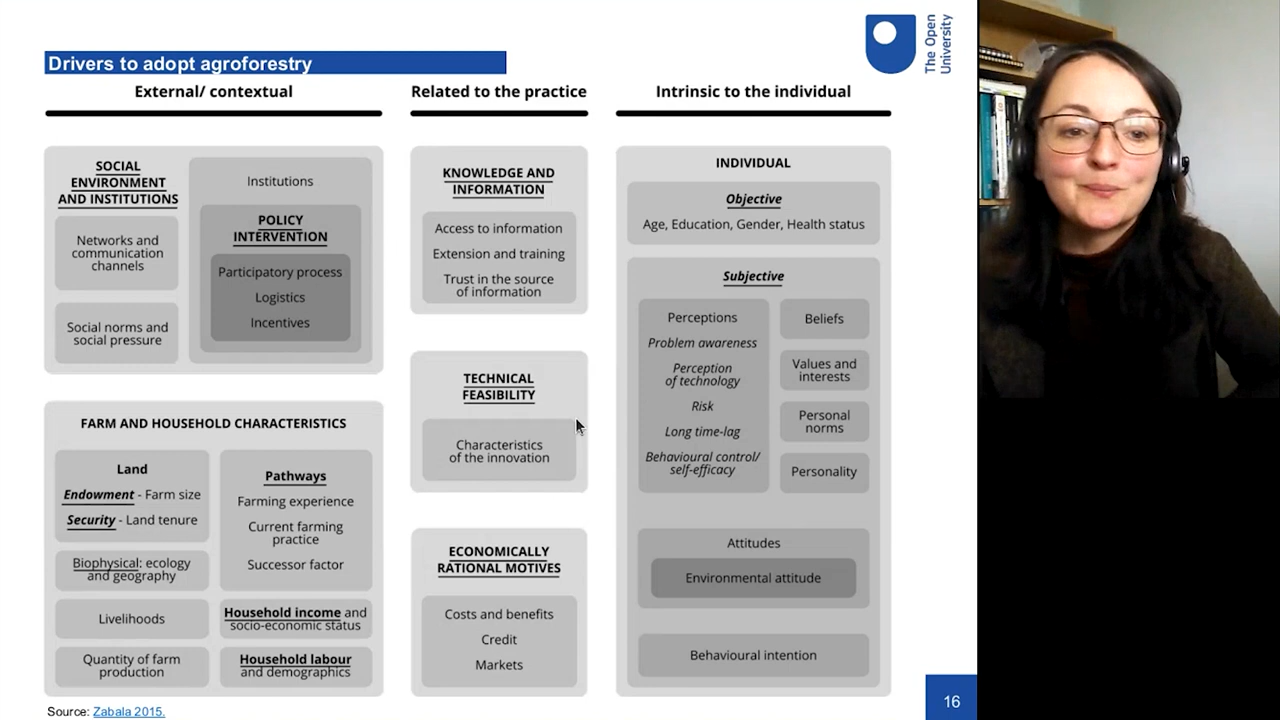 Drivers to adopt agroforestry
The Open
University
External/ contextual
SOCIAL
ENVIRONMENT
AND INSTITUTIONS
Networks and
communication
channels
Social norms and
social pressure
Institutions
POLICY
INTERVENTION
Participatory process
Logistics
Incentives
FARM AND HOUSEHOLD CHARACTERISTICS
Land
Endowment - Farm size
Security - Land tenure
Biophysical: ecology
and geography
Livelihoods
Quantity of farm
production
Pathways
Farming experience
Current farming
practice
Successor factor
Household income and
socio-economic status
Household labour
and demographics
Related to the practice
KNOWLEDGE AND
INFORMATION
Access to information
Extension and training
Trust in the source
of information
TECHNICAL
FEASIBILITY
Characteristics
of the innovation
ECONOMICALLY
RATIONAL MOTIVES
Costs and benefits
Credit
Markets
Intrinsic to the individual
INDIVIDUAL
Objective
Age, Education, Gender, Health status
Subjective
Perceptions
Problem awareness
Perception
of technology
Risk
Long time-lag
Behavioural control/
self-efficacy
Beliefs
Values and
interests
Personal
norms
Personality
Attitudes
Environmental attitude
Behavioural intention
Source: Zabala 2015.
16